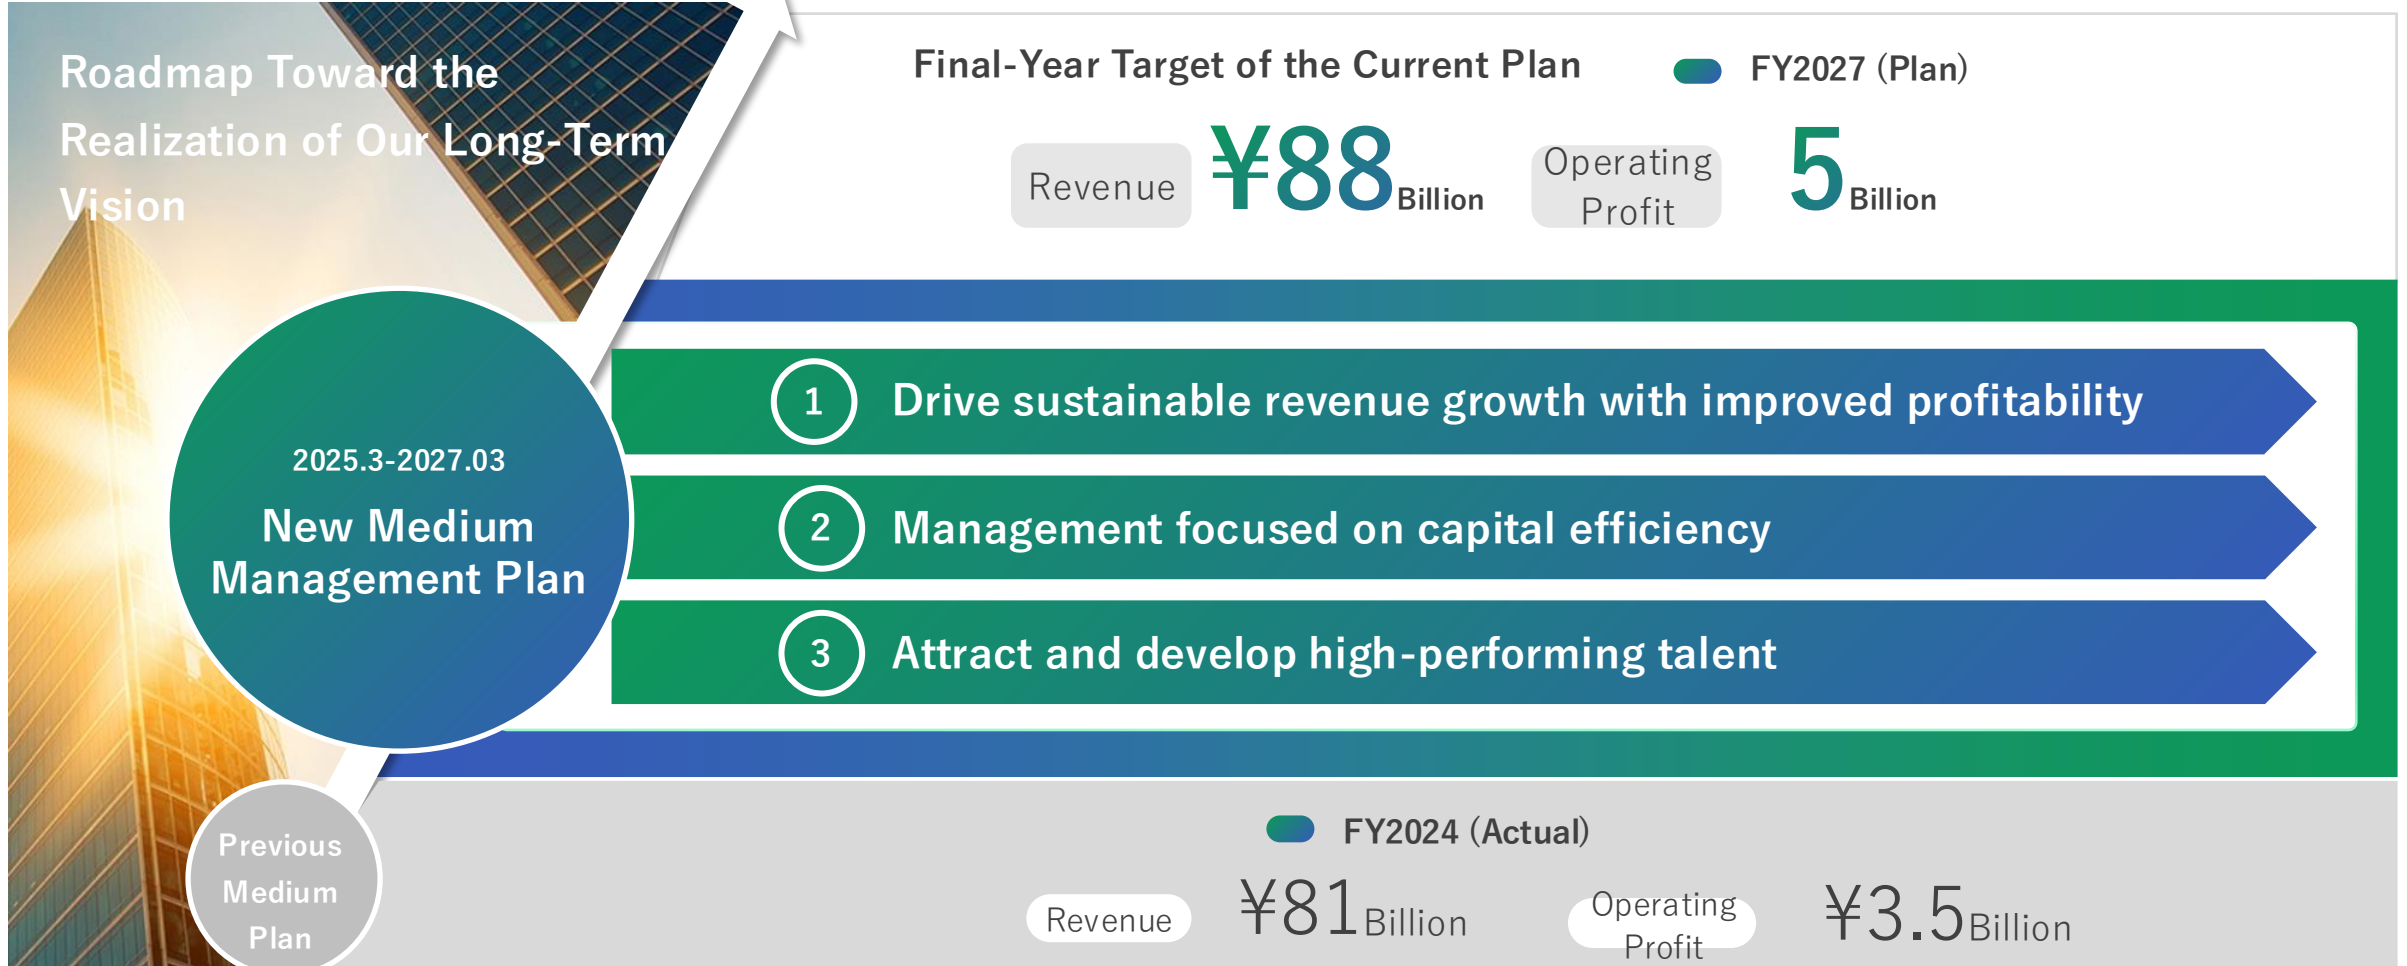 Roadmap Toward the
Realization of Our Long-Term
Vision
Final-Year Target of the Current Plan
FY2027 (Plan)
Revenue
¥88 Billion
Operating
Profit
5 Billion
2025.3-2027.03
New Medium
Management Plan
1 Drive sustainable revenue growth with improved profitability
2 Management focused on capital efficiency
3 Attract and develop high-performing talent
Previous
Medium
Plan
FY2024 (Actual)
Revenue
¥81 Billion
Operating
Profit
¥3.5 Billion